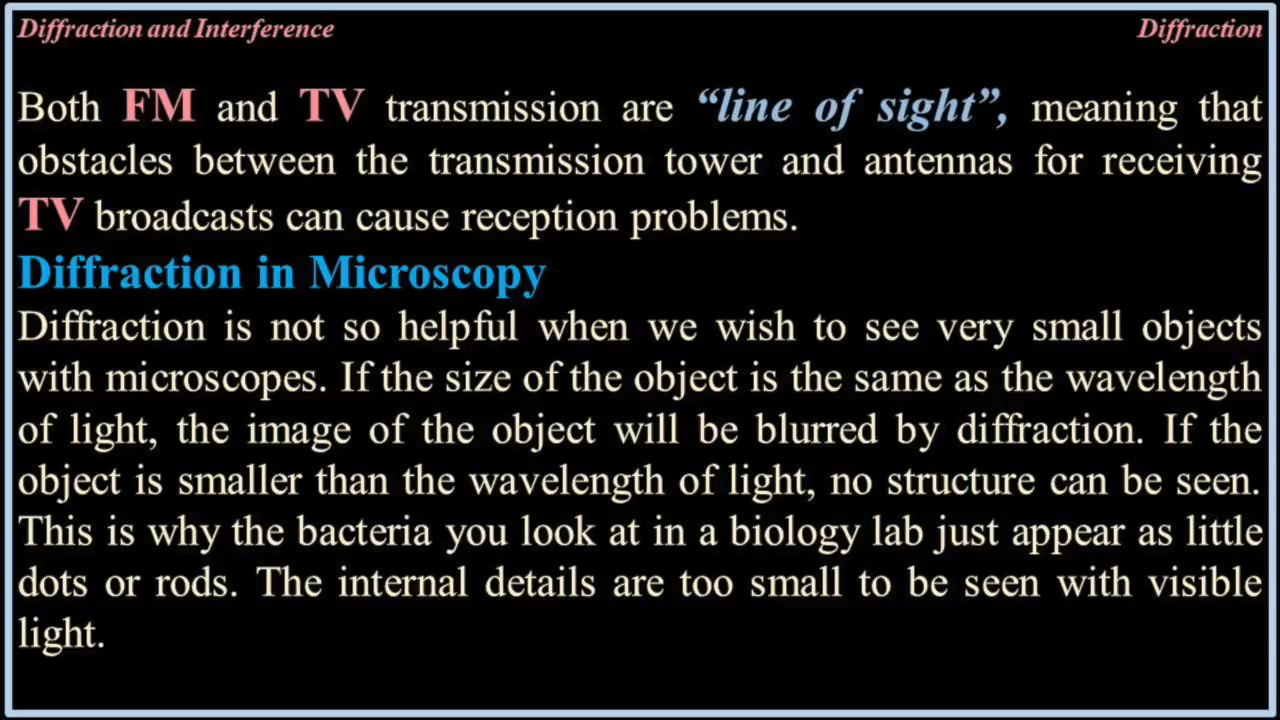 Diffraction and Interference
Diffraction
Both FM and TV transmission are “line of sight”, meaning that
obstacles between the transmission tower and antennas for receiving
TV broadcasts can cause reception problems.
Diffraction in Microscopy
Diffraction is not so helpful when we wish to see very small objects
with microscopes. If the size of the object is the same as the wavelength
of light, the image of the object will be blurred by diffraction. If the
object is smaller than the wavelength of light, no structure can be seen.
This is why the bacteria you look at in a biology lab just appear as little
dots or rods. The internal details are too small to be seen with visible
light.